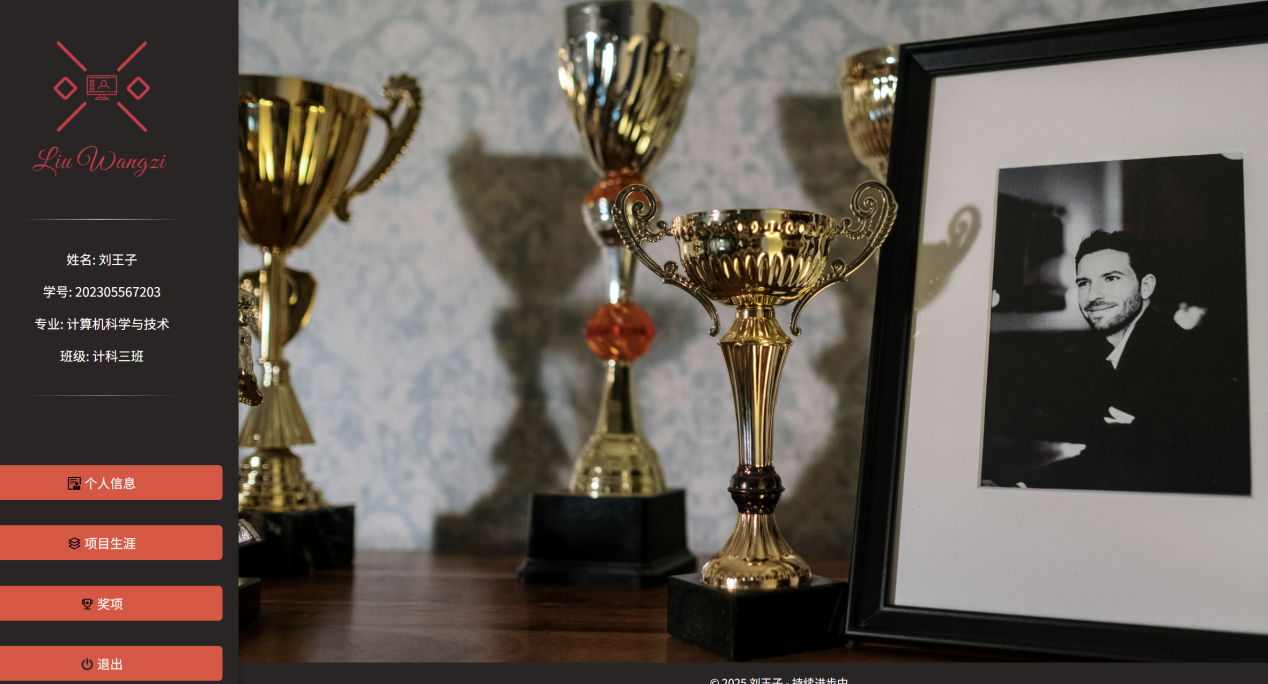 Liu Wangzi
姓名: 刘王子
学号: 202305567203
专业: 计算机科学与技术
班级: 计科三班
个人信息
项目生涯
奖项
退出
© 2025 刘王子 - 持续进步中